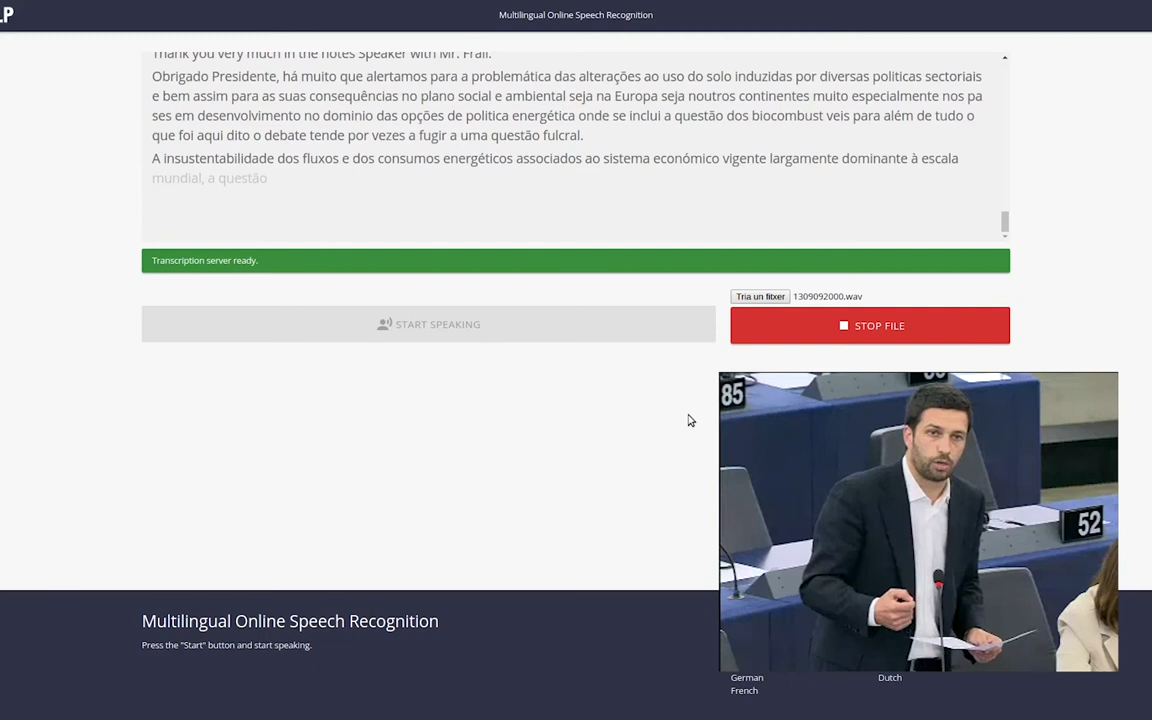 LP
Multilingual Online Speech Recognition
Thank you very much in the notes Speaker with Mr. Frail.
Obrigado Presidente, há muito que alertamos para a problemática das alterações ao uso do solo induzidas por diversas politicas sectoriais
e bem assim para as suas consequências no plano social e ambiental seja na Europa seja noutros continentes muito especialmente nos pa
ses em desenvolvimento no dominio das opções de politica energética onde se inclui a questão dos biocombust veis para além de tudo o
que foi aqui dito o debate tende por vezes a fugir a uma questão fulcral.
A insustentabilidade dos fluxos e dos consumos energéticos associados ao sistema económico vigente largamente dominante à escala
mundial, a questão
Transcription server ready.
Tria un fitxer 1309092000.wav
START SPEAKING
STOP FILE
85
52
Multilingual Online Speech Recognition
Press the "Start" button and start speaking.
German
Dutch
French